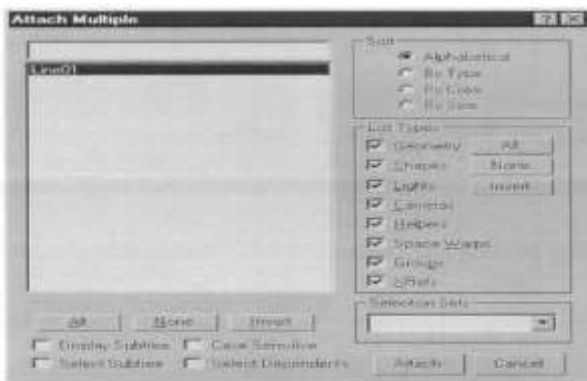 Attach Multiple
Line01
Sort
Alphabetical
By Type
By Color
By Size
List Types
Geometry
Shapes
Lights
Cameras
Helpers
Space Warps
Groups
XRefs
All
None
Invert
Selection Sets
All
None
Invert
Display Subtree
Case Sensitive
Select Subtree
Select Dependents
Attach
Cancel